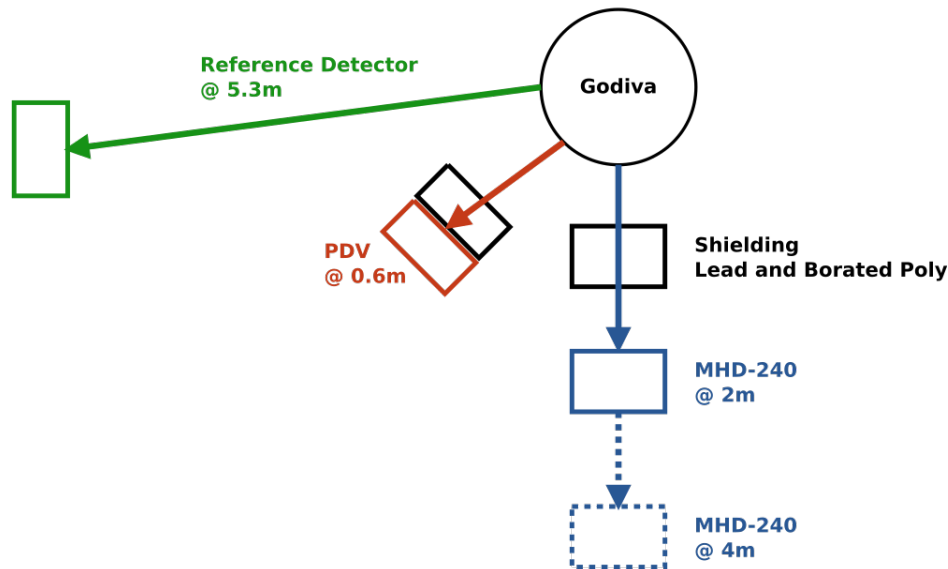 Reference Detector
@ 5.3m
Godiva
PDV
@ 0.6m
Shielding
Lead and Borated Poly
MHD-240
@ 2m
MHD-240
@ 4m